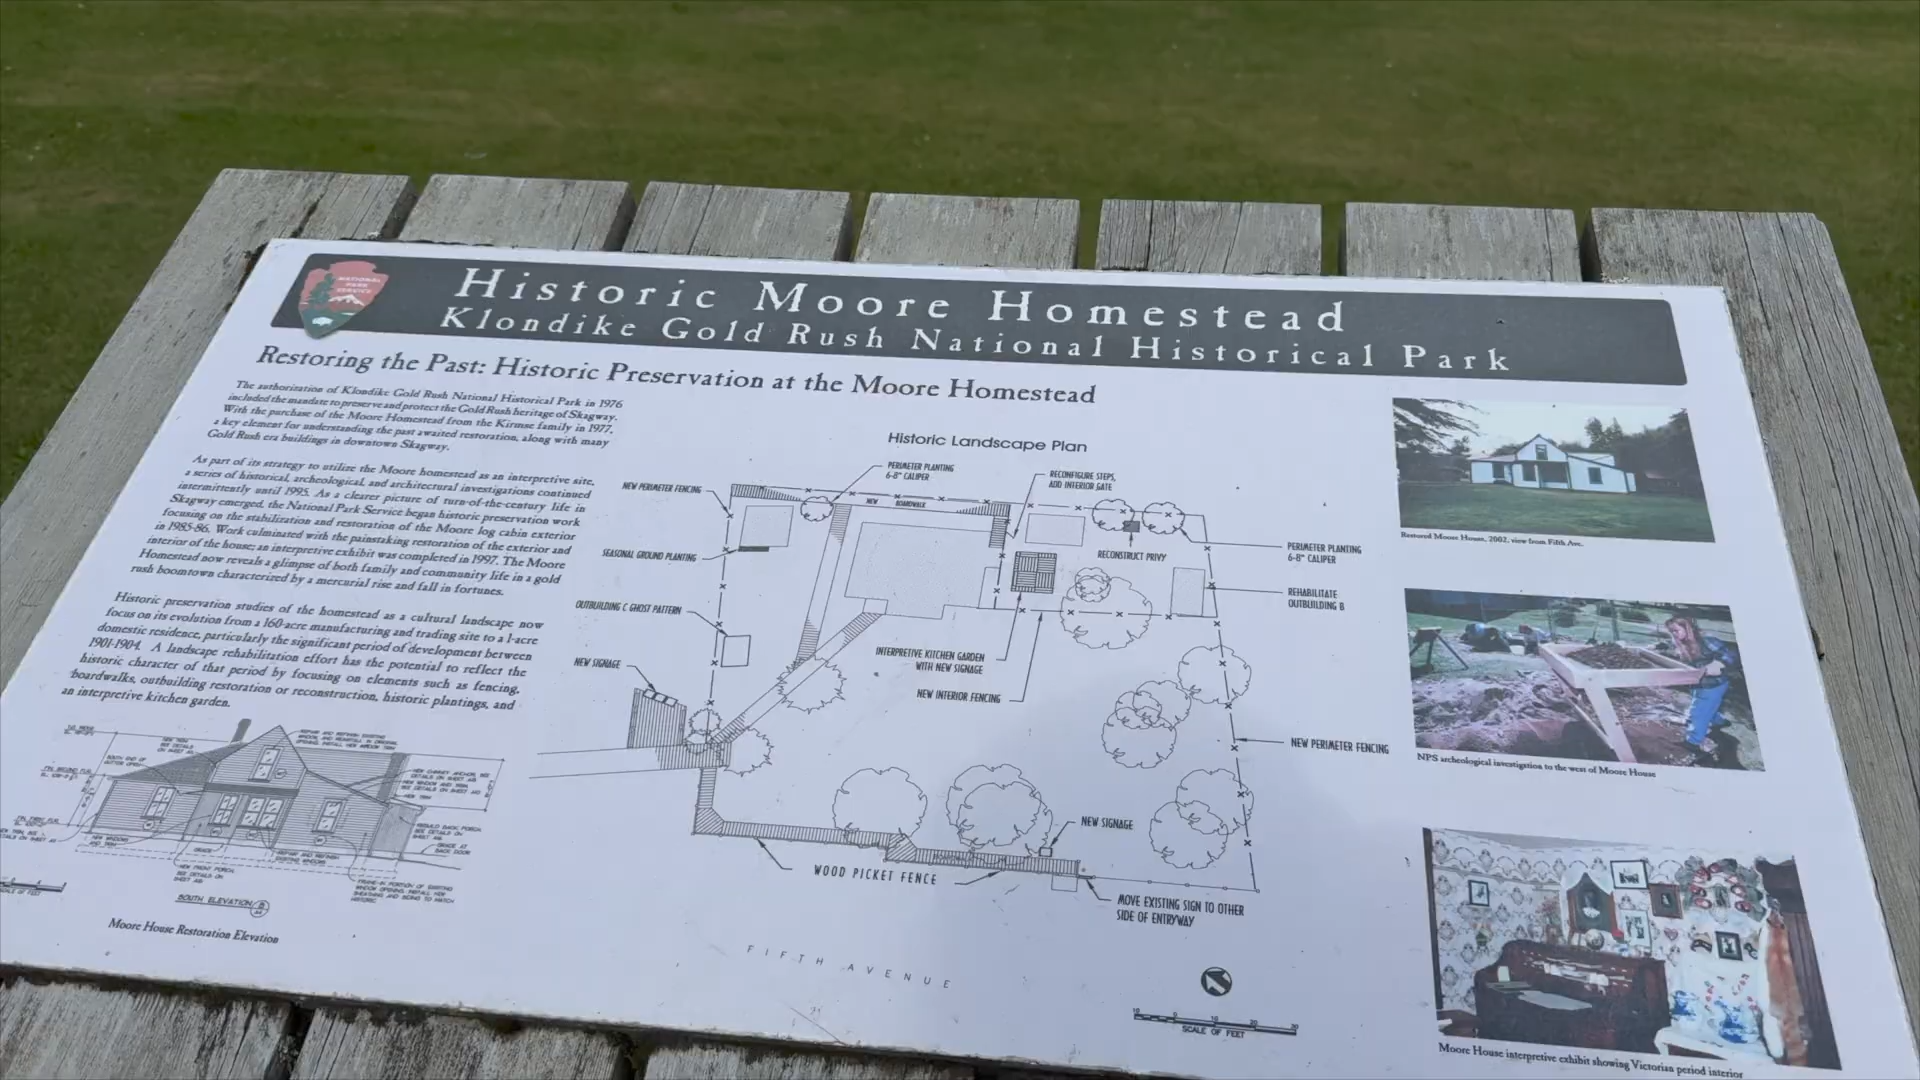 NATIONAL
PARK
SERVICE
Historic Moore Homestead
Klondike Gold Rush National Historical Park
Restoring the Past: Historic Preservation at the Moore Homestead
The authorization of Klondike Gold Rush National Historical Park in 1976
included the mandate to preserve and protect the Gold Rush heritage of Skagway.
With the purchase of the Moore Homestead from the Kirmse family in 1977,
a key element for understanding the past awaited restoration, along with many
Gold Rush era buildings in downtown Skagway.
As part of its strategy to utilize the Moore homestead as an interpretive site,
a series of historical, archeological, and architectural investigations continued
intermittently until 1995. As a clearer picture of turn-of-the-century life in
Skagway emerged, the National Park Service began historic preservation work
focusing on the stabilization and restoration of the Moore log cabin exterior
in 1985-86. Work culminated with the painstaking restoration of the exterior and
interior of the house; an interpretive exhibit was completed in 1997. The Moore
Homestead now reveals a glimpse of both family and community life in a gold
rush boomtown characterized by a mercurial rise and fall in fortunes.
Historic preservation studies of the homestead as a cultural landscape now
focus on its evolution from a 160-acre manufacturing and trading site to a 1-acre
domestic residence, particularly the significant period of development between
1901-1904. A landscape rehabilitation effort has the potential to reflect the
historic character of that period by focusing on elements such as fencing,
boardwalks, outbuilding restoration or reconstruction, historic plantings, and
an interpretive kitchen garden.
SOUTH ELEVATION
Moore House Restoration Elevation
Historic Landscape Plan
PERIMETER PLANTING
6-8" CALIPER
RECONFIGURE STEPS,
ADD INTERIOR GATE
NEW PERIMETER FENCING
NEW BOARDWALK
SEASONAL GROUND PLANTING
RECONSTRUCT PRIVY
PERIMETER PLANTING
6-8" CALIPER
REHABILITATE
OUTBUILDING B
OUTBUILDING C GHOST PATTERN
INTERPRETIVE KITCHEN GARDEN
WITH NEW SIGNAGE
NEW SIGNAGE
NEW INTERIOR FENCING
NEW PERIMETER FENCING
NEW SIGNAGE
WOOD PICKET FENCE
MOVE EXISTING SIGN TO OTHER
SIDE OF ENTRYWAY
FIFTH AVENUE
10 0 10 20 30
SCALE OF FEET
Restored Moore House, 2002, view from Fifth Ave.
NPS archeological investigation to the west of Moore House
Moore House interpretive exhibit showing Victorian period interior